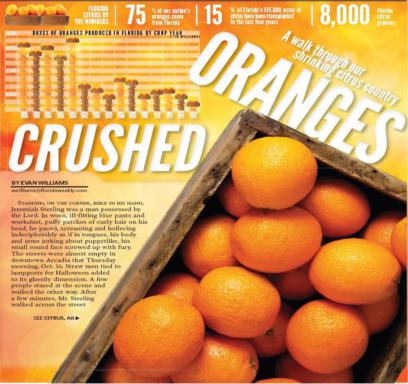 FLORIDA
CITRUS BY
THE NUMBERS
75
% of our nation's
oranges come
from Florida
15
% of Florida's 515,000 acres of
citrus have been transplanted
in the last four years
8,000
Florida
citrus
growers
BOXES OF ORANGES PRODUCED IN FLORIDA BY CROP YEAR
A walk through our
shrinking citrus country
CRUSHED
ORANGES
BY EVAN WILLIAMS
ewilliams@floridaweekly.com
STANDING, ON THE CORNER, BIBLE IN HIS HAND,
Jeremiah Sterling was a man possessed by
the Lord. In worn, ill-fitting blue pants and
workshirt, puffy patches of curly hair on his
head, he paced, screaming and hollering
indecipherably as if in tongues, his body
and arms jerking about puppetlike, his
small round face screwed up with fury.
The streets were almost empty in
downtown Arcadia that Thursday
morning, Oct. 16. Straw men tied to
lampposts for Halloween added
to its ghostly dimension. A few
people stared at the scene and
walked the other way. After
a few minutes, Mr. Sterling
walked across the street
SEE CITRUS, A8 ▶